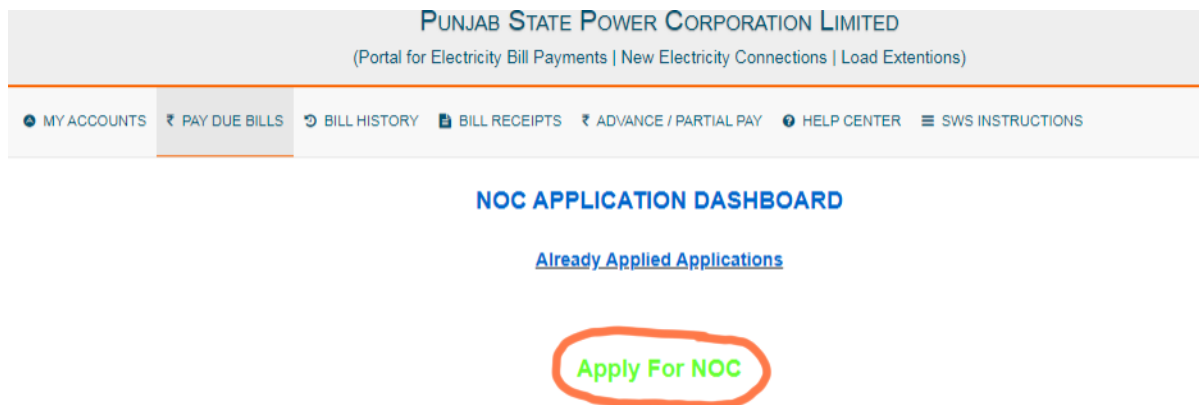 PUNJAB STATE POWER CORPORATION LIMITED
(Portal for Electricity Bill Payments | New Electricity Connections | Load Extentions)
MY ACCOUNTS ₹ PAY DUE BILLS BILL HISTORY BILL RECEIPTS ₹ ADVANCE / PARTIAL PAY HELP CENTER SWS INSTRUCTIONS
NOC APPLICATION DASHBOARD
Already Applied Applications
Apply For NOC